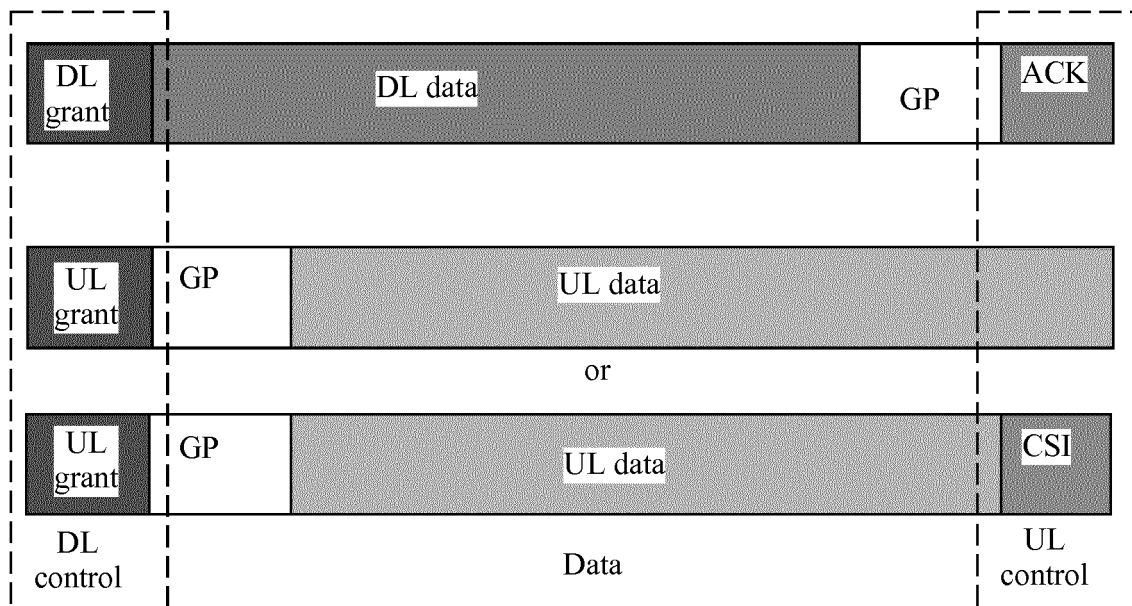 DL
grant
DL data
GP
ACK
UL
grant
GP
UL data
or
UL
grant
GP
UL data
CSI
DL
control
Data
UL
control